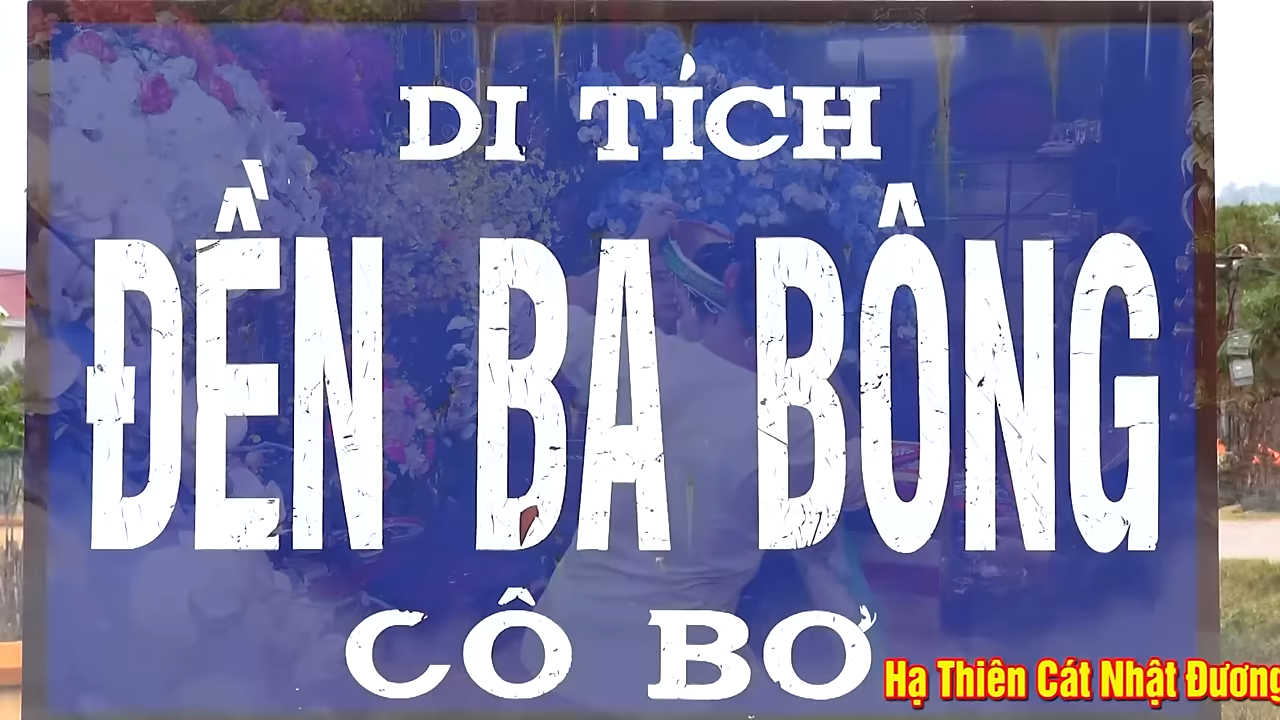 DI TÍCH
ĐỀN BA BÔNG
CÔ BƠ
Hạ Thiên Cát Nhật Đương